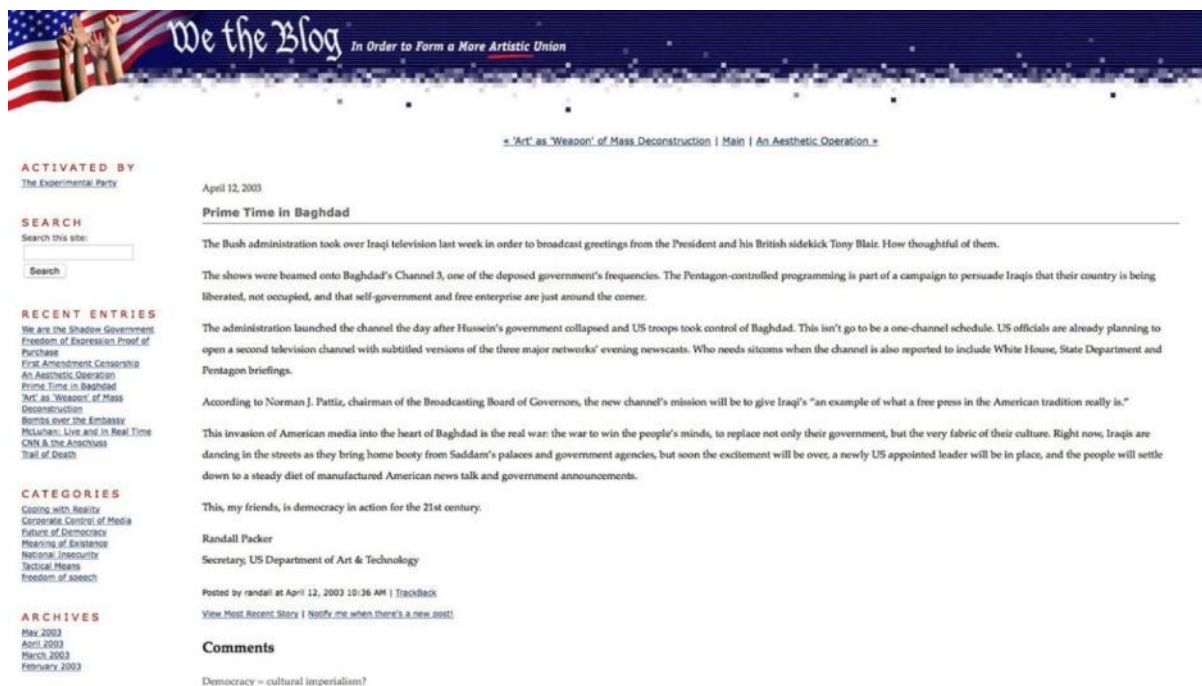 We the Blog In Order to Form a More Artistic Union
« 'Art' as 'Weapon' of Mass Deconstruction | Main | An Aesthetic Operation »
ACTIVATED BY
The Experimental Party
SEARCH
Search this site:
Search
RECENT ENTRIES
We are the Shadow Government
Freedom of Expression Proof of
Purchase
First Amendment Censorship
An Aesthetic Operation
Prime Time in Baghdad
'Art' as 'Weapon' of Mass
Deconstruction
Bombs over the Embassy
McLuhan: Live and in Real Time
CNN & the Anschluss
Trail of Death
CATEGORIES
Coping with Reality
Corporate Control of Media
Future of Democracy
Meaning of Existence
National Insecurity
Tactical Means
freedom of speech
ARCHIVES
May 2003
April 2003
March 2003
February 2003
April 12, 2003
Prime Time in Baghdad
The Bush administration took over Iraqi television last week in order to broadcast greetings from the President and his British sidekick Tony Blair. How thoughtful of them.
The shows were beamed onto Baghdad's Channel 3, one of the deposed government's frequencies. The Pentagon-controlled programming is part of a campaign to persuade Iraqis that their country is being
liberated, not occupied, and that self-government and free enterprise are just around the corner.
The administration launched the channel the day after Hussein's government collapsed and US troops took control of Baghdad. This isn't go to be a one-channel schedule. US officials are already planning to
open a second television channel with subtitled versions of the three major networks' evening newscasts. Who needs sitcoms when the channel is also reported to include White House, State Department and
Pentagon briefings.
According to Norman J. Pattiz, chairman of the Broadcasting Board of Governors, the new channel's mission will be to give Iraqi's "an example of what a free press in the American tradition really is."
This invasion of American media into the heart of Baghdad is the real war: the war to win the people's minds, to replace not only their government, but the very fabric of their culture. Right now, Iraqis are
dancing in the streets as they bring home booty from Saddam's palaces and government agencies, but soon the excitement will be over, a newly US appointed leader will be in place, and the people will settle
down to a steady diet of manufactured American news talk and government announcements.
This, my friends, is democracy in action for the 21st century.
Randall Packer
Secretary, US Department of Art & Technology
Posted by randall at April 12, 2003 10:36 AM | TrackBack
View Most Recent Story | Notify me when there's a new post!
Comments
Democracy = cultural imperialism?